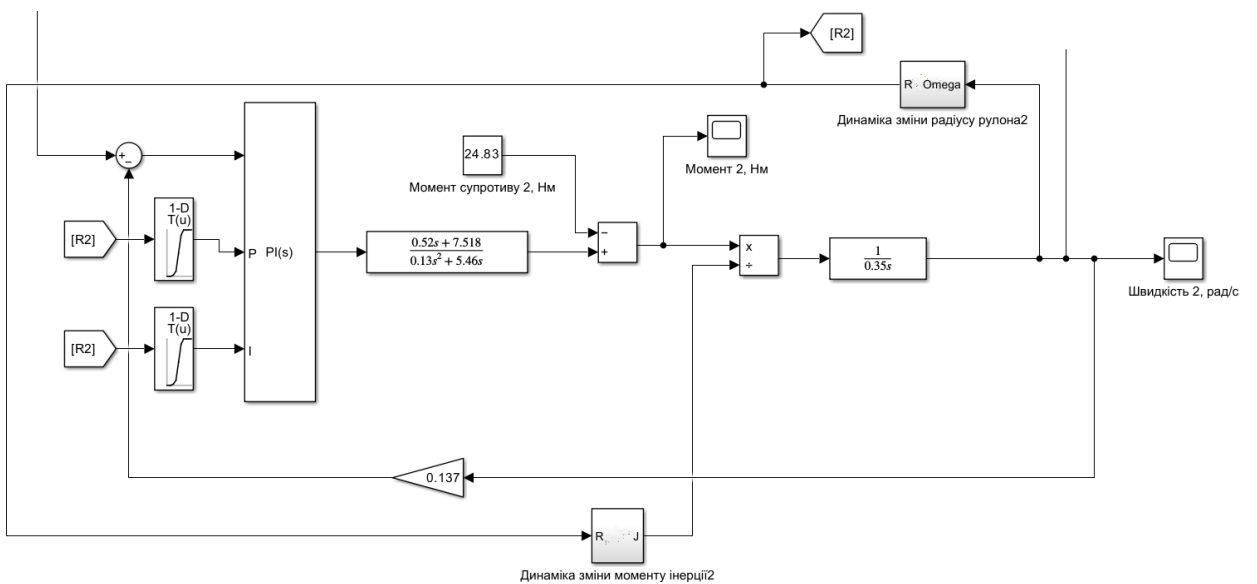 [R2]
R Omega
Динаміка зміни радіусу рулона2
24.83
Момент супротиву 2, Нм
Момент 2, Нм
+
−
1-D
T(u)
[R2]
P PI(s)
0.52s + 7.518
0.13s² + 5.46s
−
+
x
÷
1
0.35s
Швидкість 2, рад/с
1-D
T(u)
[R2]
I
0.137
R J
Динаміка зміни моменту інерції2